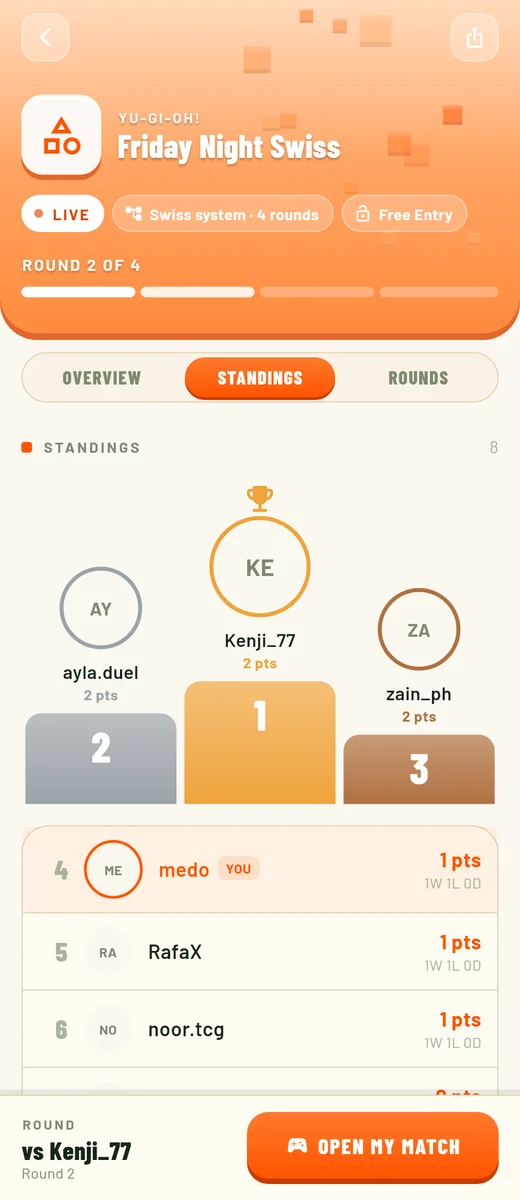 YU-GI-OH!
Friday Night Swiss
LIVE
Swiss system · 4 rounds
Free Entry
ROUND 2 OF 4
OVERVIEW
STANDINGS
ROUNDS
STANDINGS
8
KE
Kenji_77
2 pts
1
AY
ayla.duel
2 pts
2
ZA
zain_ph
2 pts
3
4
ME
medo
YOU
1 pts
1W 1L 0D
5
RA
RafaX
1 pts
1W 1L 0D
6
NO
noor.tcg
1 pts
1W 1L 0D
ROUND
vs Kenji_77
Round 2
OPEN MY MATCH